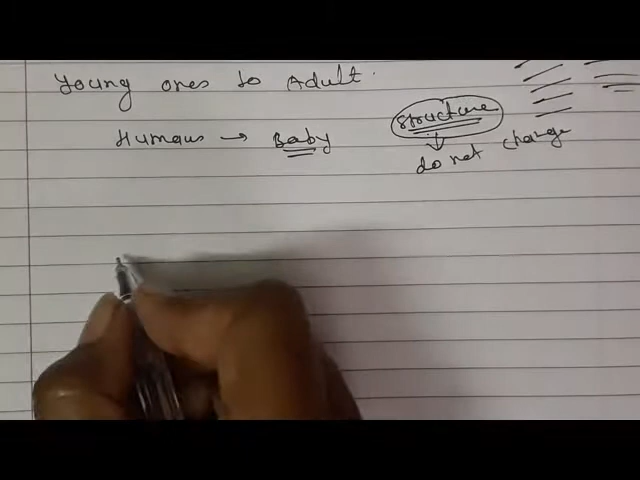 Young ones to Adult.
Humans → Baby
Structure
↓
do not change